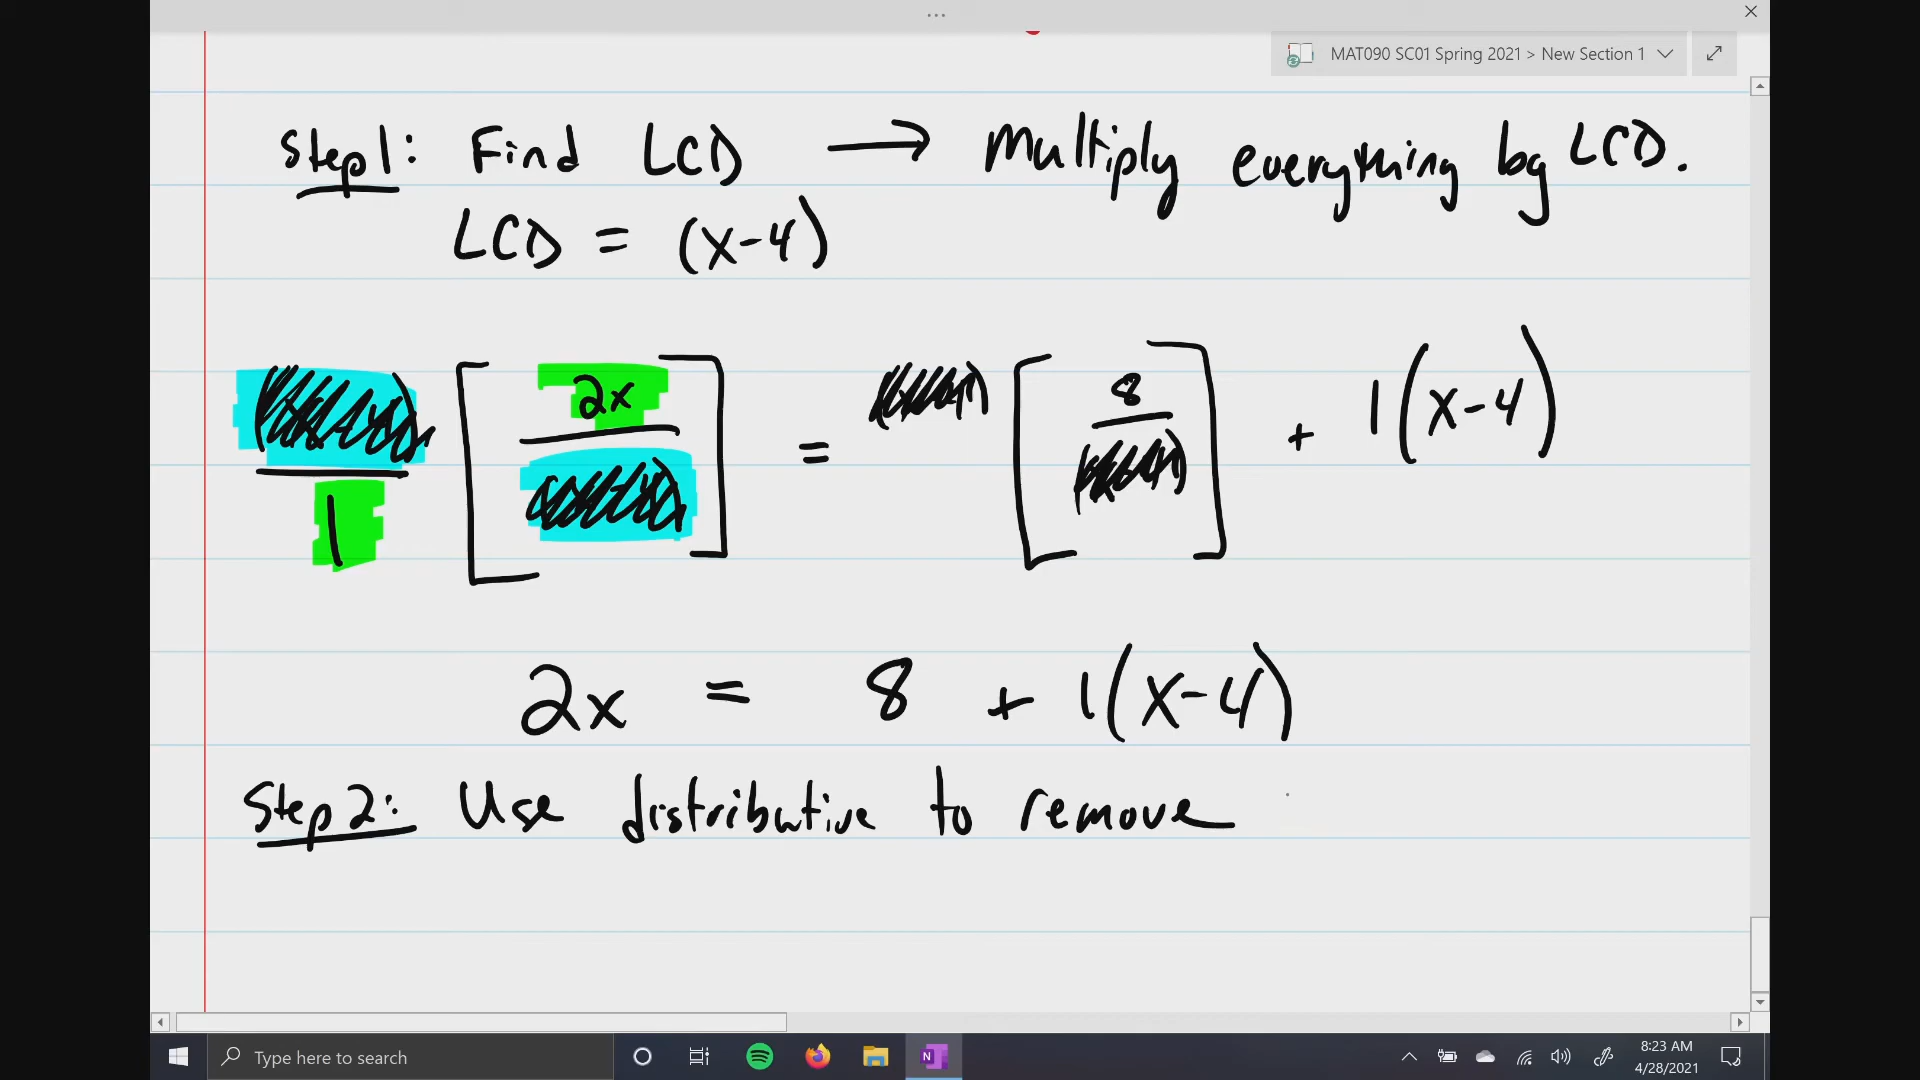 MAT090 SC01 Spring 2021 > New Section 1
Step1: Find LCD → Multiply everything by LCD.
LCD = (x-4)
2x = 8 + 1(x-4)
1
2x = 8 + 1(x-4)
Step 2: Use distributive to remove
Type here to search
8:23 AM
4/28/2021